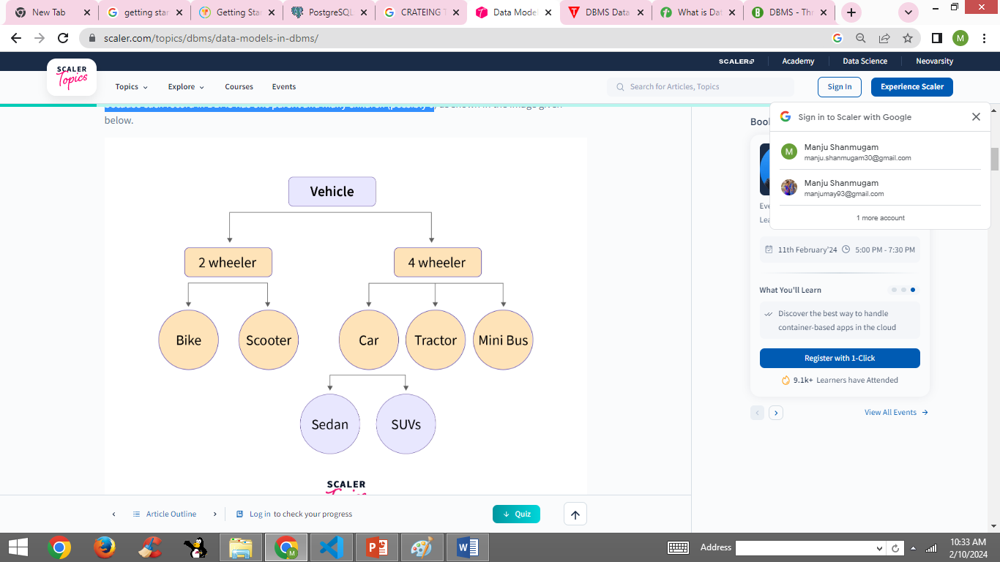 New Tab
getting star
Getting Star
PostgreSQL
CRATEING T
Data Model
DBMS Data
What is Dat
DBMS - Thr
scaler.com/topics/dbms/data-models-in-dbms/
M
SCALER
Academy
Data Science
Neovarsity
SCALER
Topics
Topics
Explore
Courses
Events
Search for Articles, Topics
Sign In
Experience Scaler
as shown in the image given
below.
Vehicle
2 wheeler
4 wheeler
Bike
Scooter
Car
Tractor
Mini Bus
Sedan
SUVs
SCALER
Book
Sign in to Scaler with Google
M
Manju Shanmugam
manju.shanmugam30@gmail.com
Manju Shanmugam
manjumay93@gmail.com
1 more account
Eve
Lea
11th February'24
5:00 PM - 7:30 PM
What You'll Learn
Discover the best way to handle
container-based apps in the cloud
Register with 1-Click
9.1k+ Learners have Attended
View All Events
Article Outline
Log in to check your progress
Quiz
Address
10:33 AM
2/10/2024